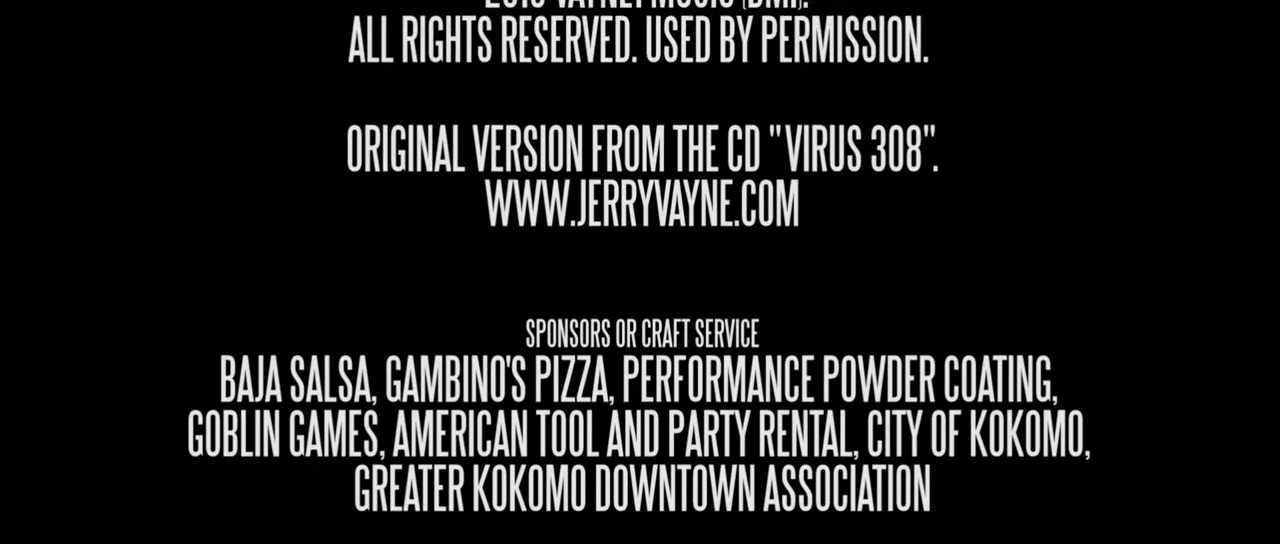 ALL RIGHTS RESERVED. USED BY PERMISSION.
ORIGINAL VERSION FROM THE CD "VIRUS 308".
WWW.JERRYVAYNE.COM
SPONSORS OR CRAFT SERVICE
BAJA SALSA, GAMBINO'S PIZZA, PERFORMANCE POWDER COATING,
GOBLIN GAMES, AMERICAN TOOL AND PARTY RENTAL, CITY OF KOKOMO,
GREATER KOKOMO DOWNTOWN ASSOCIATION